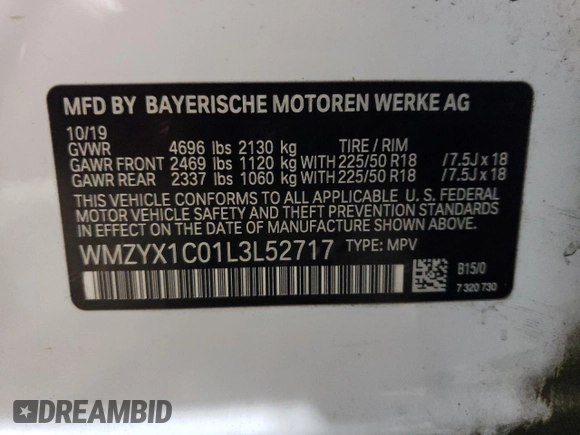 MFD BY BAYERISCHE MOTOREN WERKE AG
10/19
GVWR 4696 lbs 2130 kg TIRE / RIM
GAWR FRONT 2469 lbs 1120 kg WITH 225/50 R18 /7.5J x 18
GAWR REAR 2337 lbs 1060 kg WITH 225/50 R18 /7.5J x 18
THIS VEHICLE CONFORMS TO ALL APPLICABLE U. S. FEDERAL
MOTOR VEHICLE SAFETY AND THEFT PREVENTION STANDARDS
IN EFFECT ON THE DATE OF MANUFACTURE SHOWN ABOVE.
WMZYX1C01L3L52717 TYPE: MPV
B15/0
7 320 730
DREAMBID